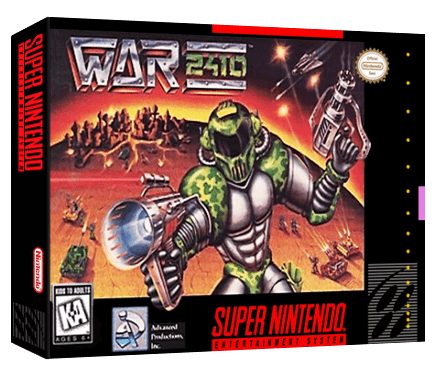 WAR
2410
Official
Nintendo
Seal
SUPER NINTENDO
Nintendo
KIDS TO ADULTS
K-A
AGES 6+
Advanced
Productions,
Inc.
SUPER NINTENDO
ENTERTAINMENT SYSTEM